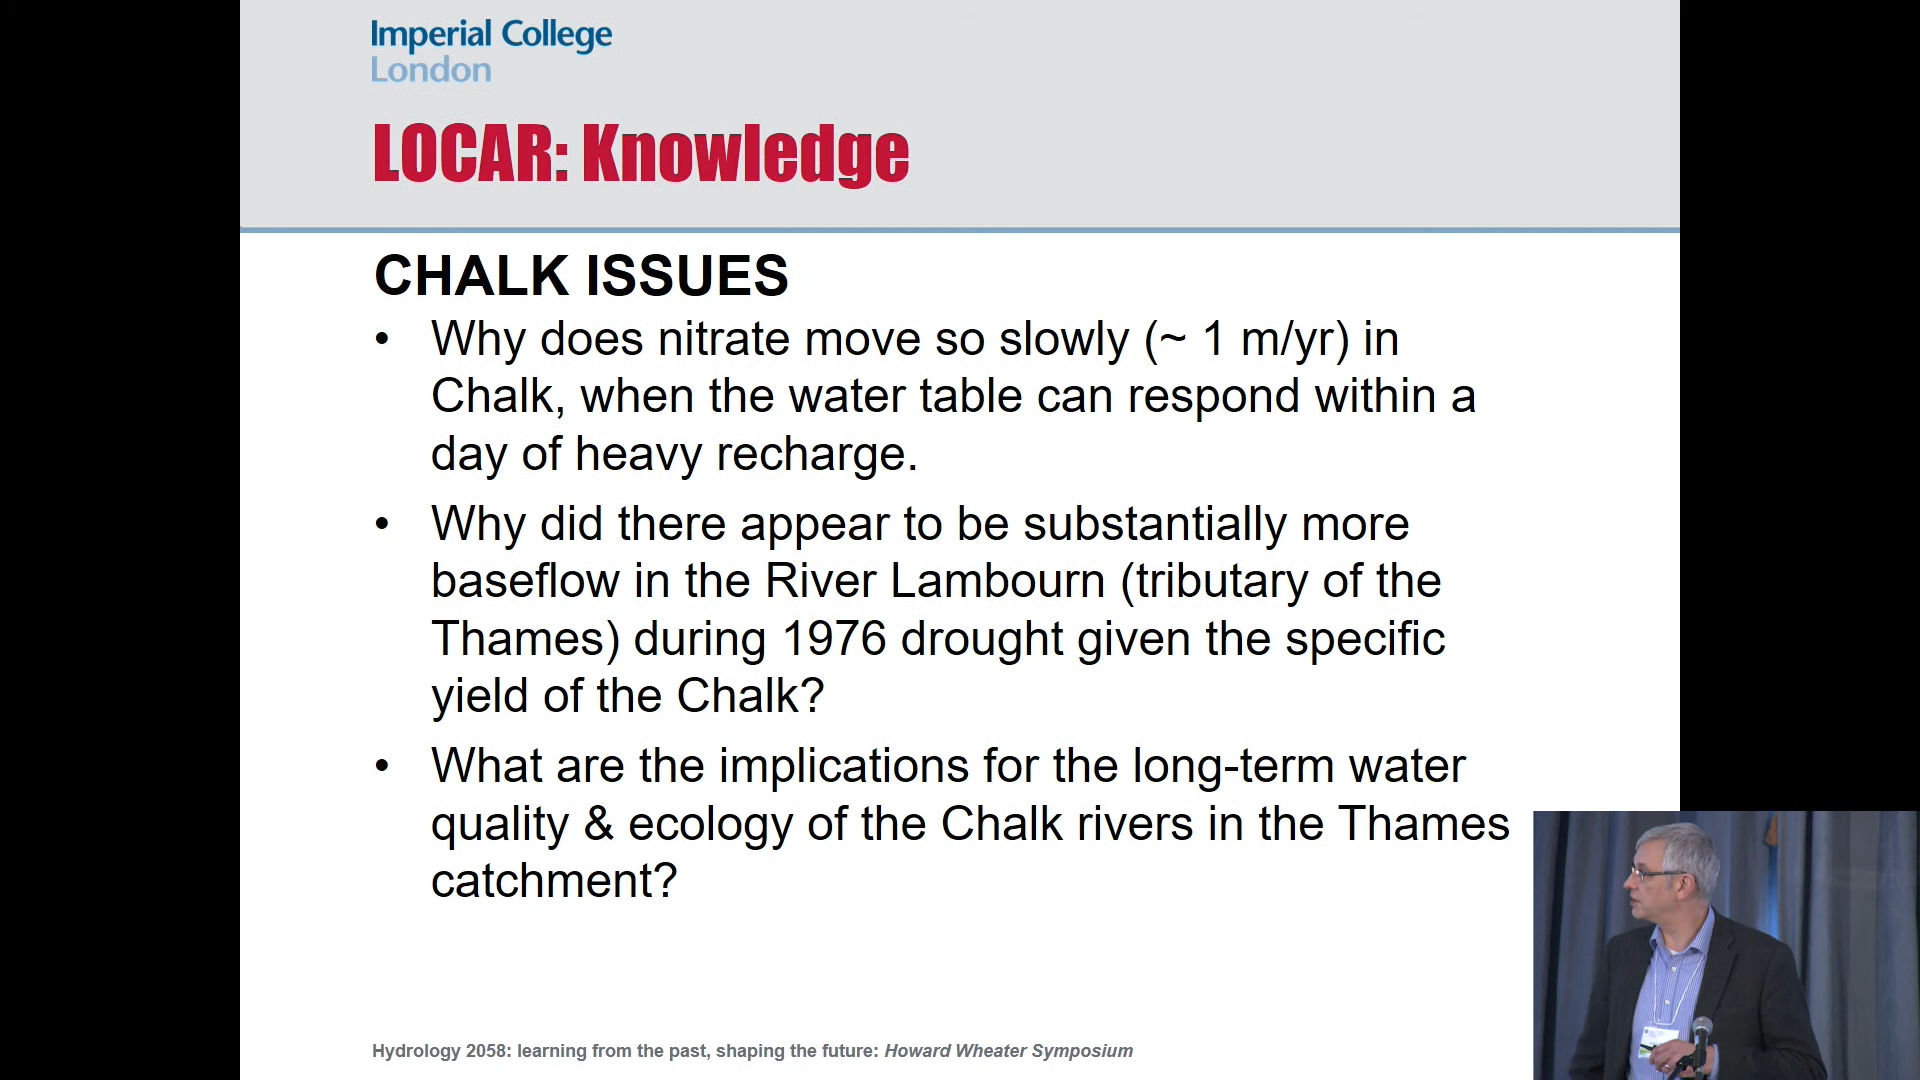 Imperial College
London
LOCAR: Knowledge
CHALK ISSUES
• Why does nitrate move so slowly (~ 1 m/yr) in
Chalk, when the water table can respond within a
day of heavy recharge.
• Why did there appear to be substantially more
baseflow in the River Lambourn (tributary of the
Thames) during 1976 drought given the specific
yield of the Chalk?
• What are the implications for the long-term water
quality & ecology of the Chalk rivers in the Thames
catchment?
Hydrology 2058: learning from the past, shaping the future: Howard Wheater Symposium